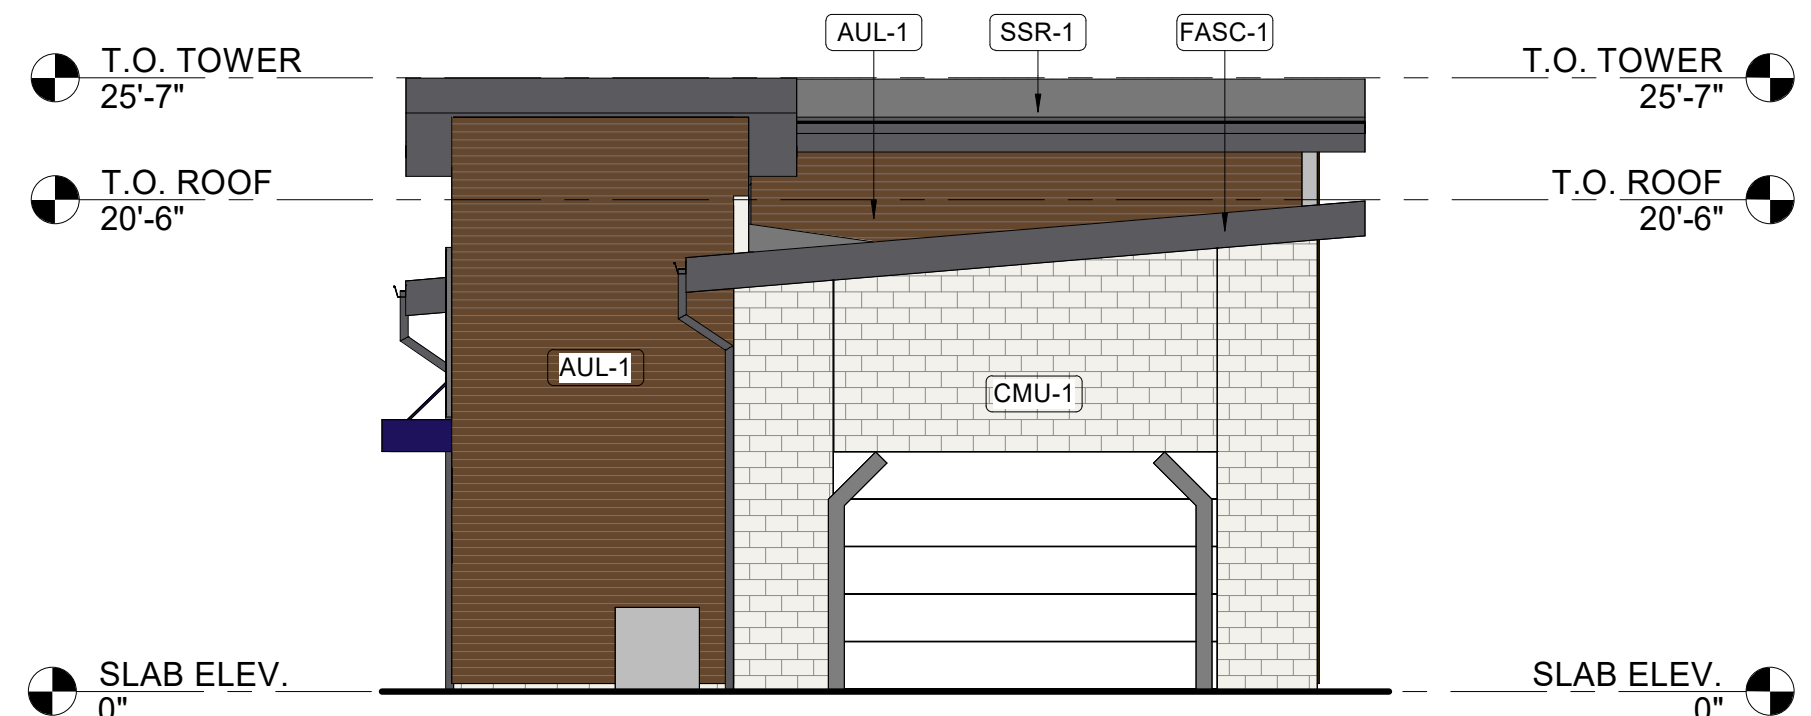 AUL-1 SSR-1 FASC-1
T.O. TOWER
25'-7"
T.O. TOWER
25'-7"
T.O. ROOF
20'-6"
T.O. ROOF
20'-6"
AUL-1
CMU-1
SLAB ELEV.
0"
SLAB ELEV.
0"